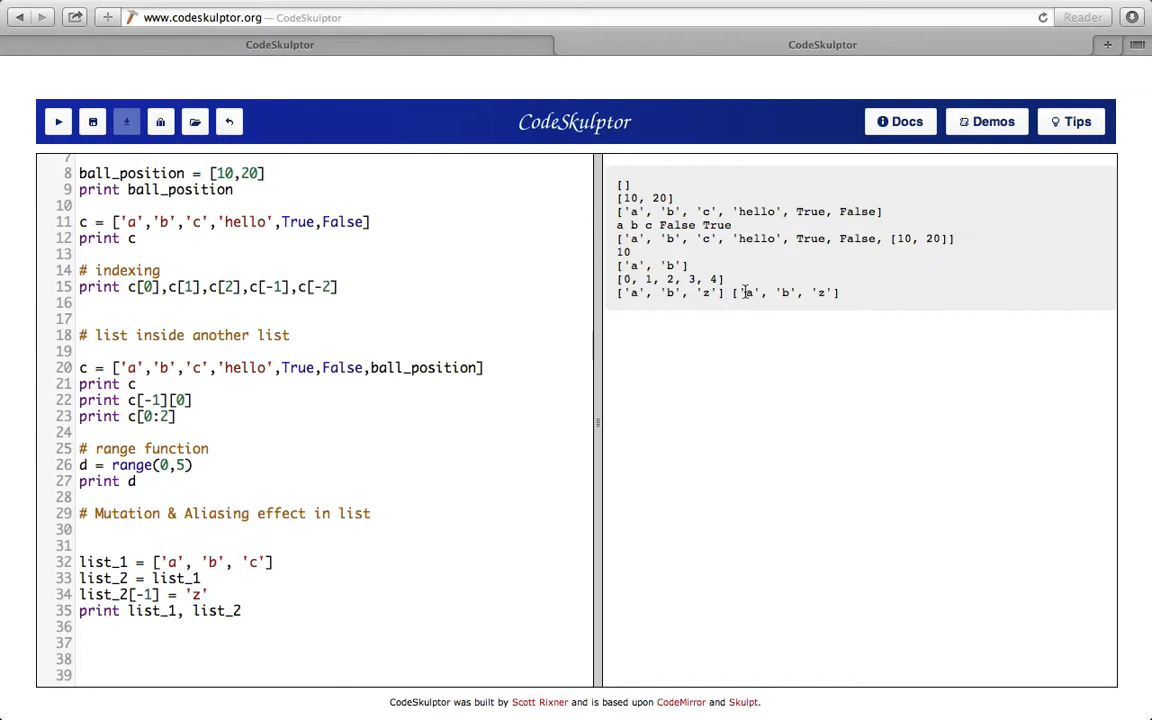 www.codeskulptor.org — CodeSkulptor
Reader
CodeSkulptor
CodeSkulptor
CodeSkulptor
Docs
Demos
Tips
7
8 ball_position = [10,20]
9 print ball_position
10
11 c = ['a','b','c','hello',True,False]
12 print c
13
14 # indexing
15 print c[0],c[1],c[2],c[-1],c[-2]
16
17
18 # list inside another list
19
20 c = ['a','b','c','hello',True,False,ball_position]
21 print c
22 print c[-1][0]
23 print c[0:2]
24
25 # range function
26 d = range(0,5)
27 print d
28
29 # Mutation & Aliasing effect in list
30
31
32 list_1 = ['a', 'b', 'c']
33 list_2 = list_1
34 list_2[-1] = 'z'
35 print list_1, list_2
36
37
38
39
[]
[10, 20]
['a', 'b', 'c', 'hello', True, False]
a b c False True
['a', 'b', 'c', 'hello', True, False, [10, 20]]
10
['a', 'b']
[0, 1, 2, 3, 4]
['a', 'b', 'z'] ['a', 'b', 'z']
CodeSkulptor was built by Scott Rixner and is based upon CodeMirror and Skulpt.